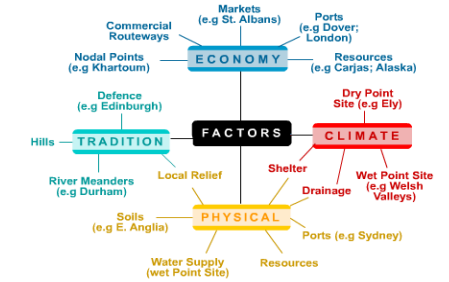 Markets
(e.g St. Albans)
Commercial
Routeways
Ports
(e.g Dover;
London)
Nodal Points
(e.g Khartoum)
ECONOMY
Resources
(e.g Carjas; Alaska)
Defence
(e.g Edinburgh)
Dry Point
Site (e.g Ely)
Hills
TRADITION
FACTORS
CLIMATE
River Meanders
(e.g Durham)
Local Relief
Shelter
Drainage
Wet Point Site
(e.g Welsh
Valleys)
Soils
(e.g E. Anglia)
PHYSICAL
Ports (e.g Sydney)
Water Supply
(wet Point Site)
Resources